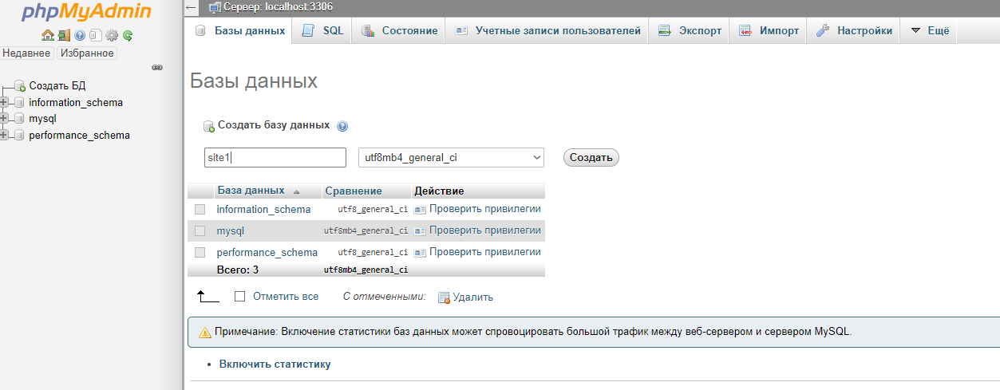 phpMyAdmin
Недавнее Избранное
Создать БД
information_schema
mysql
performance_schema
Сервер: localhost:3306
Базы данных SQL Состояние Учетные записи пользователей Экспорт Импорт Настройки Ещё
Базы данных
Создать базу данных
site1 utf8mb4_general_ci Создать
База данных Сравнение Действие
information_schema utf8_general_ci Проверить привилегии
mysql utf8mb4_general_ci Проверить привилегии
performance_schema utf8_general_ci Проверить привилегии
Всего: 3 utf8mb4_general_ci
Отметить все С отмеченными: Удалить
Примечание: Включение статистики баз данных может спровоцировать большой трафик между веб-сервером и сервером MySQL.
• Включить статистику